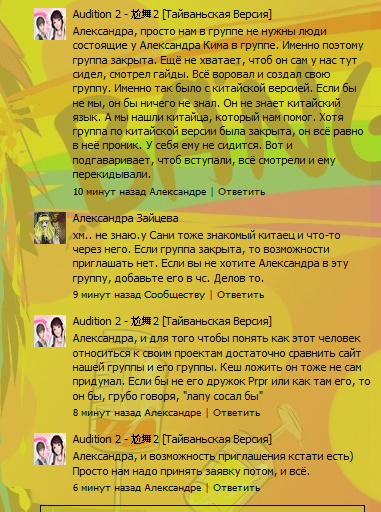 Audition 2 - 尬舞2 [Тайваньская Версия]
Александра, просто нам в группе не нужны люди
состоящие у Александра Кима в группе. Именно поэтому
группа закрыта. Ещё не хватает, чтоб он сам у нас тут
сидел, смотрел гайды. Всё воровал и создал свою
группу. Именно так было с китайской версией. Если бы
не мы, он бы ничего не знал. Он не знает китайский
язык. А мы нашли китайца, который нам помог. Хотя
группа по китайской версии была закрыта, он всё равно
в неё проник. У себя ему не сидится. Вот и
подгаваривает, чтоб вступали, всё смотрели и ему
перекидывали.
10 минут назад Александре | Ответить
Александра Зайцева
хм.. не знаю.у Сани тоже знакомый китаец и что-то
через него. Если группа закрыта, то возможности
приглашать нет. Если вы не хотите Александра в эту
группу, добавьте его в чс. Делов то.
9 минут назад Сообществу | Ответить
Audition 2 - 尬舞2 [Тайваньская Версия]
Александра, и для того чтобы понять как этот человек
относиться к своим проектам достаточно сравнить сайт
нашей группы и его группы. Кеш ложить он тоже не сам
придумал. Если бы не его дружок Prpr или как там его, то
он бы, грубо говоря, "лапу сосал бы"
8 минут назад Александре | Ответить
Audition 2 - 尬舞2 [Тайваньская Версия]
Александра, и возможность приглашения кстати есть)
Просто нам надо принять заявку потом, и всё.
6 минут назад Александре | Ответить